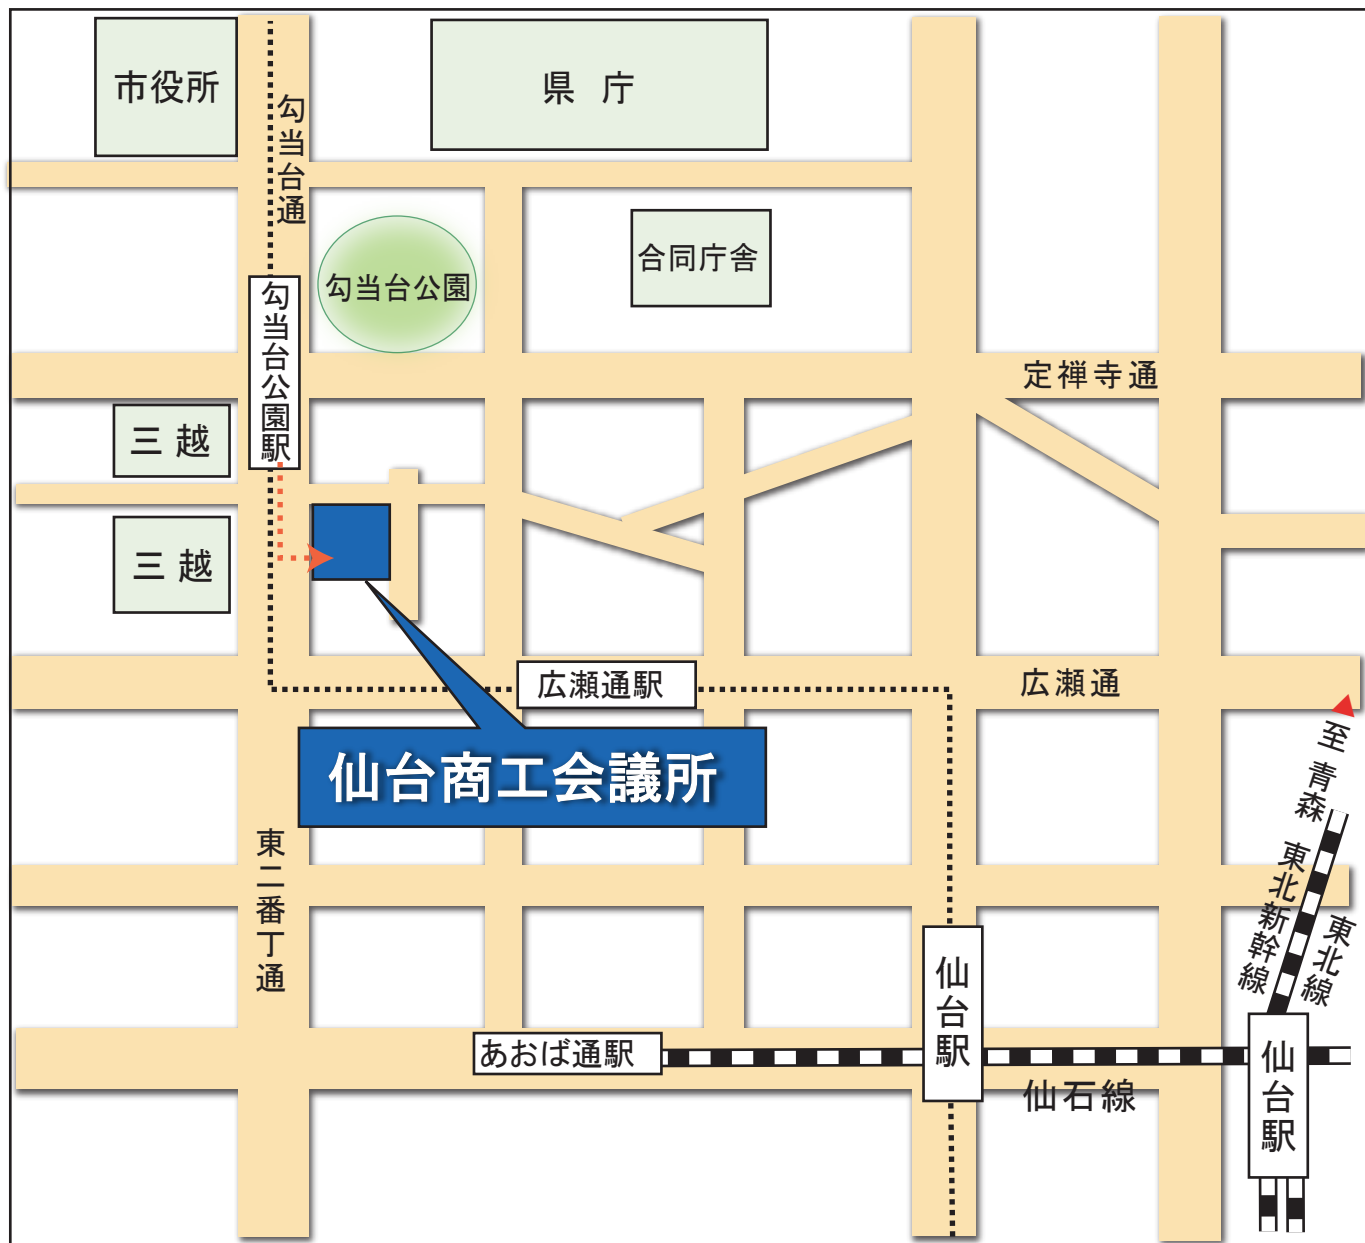 市役所
県庁
勾当台通
勾当台公園
合同庁舎
勾当台公園駅
定禅寺通
三越
三越
広瀬通駅
広瀬通
仙台商工会議所
至青森
東二番丁通
東北新幹線
東北線
仙台駅
あおば通駅
仙石線
仙台駅